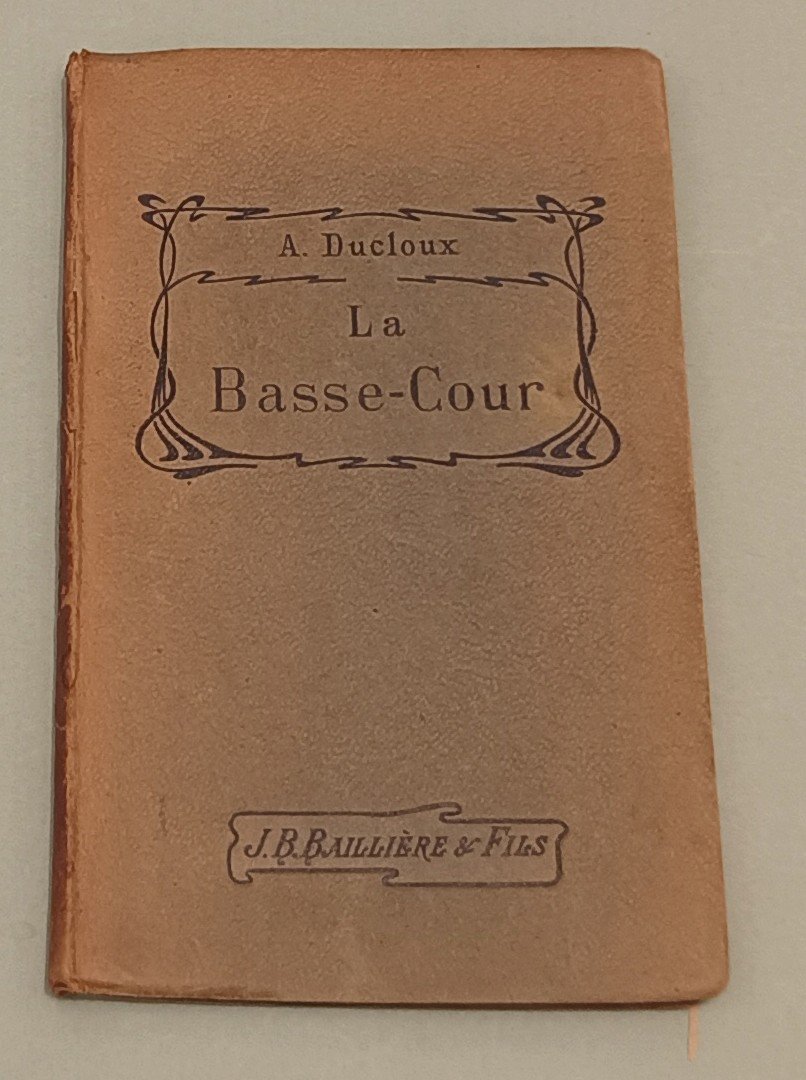 A. Ducloux
La
Basse-Cour
J.B.BAILLIÈRE & FILS